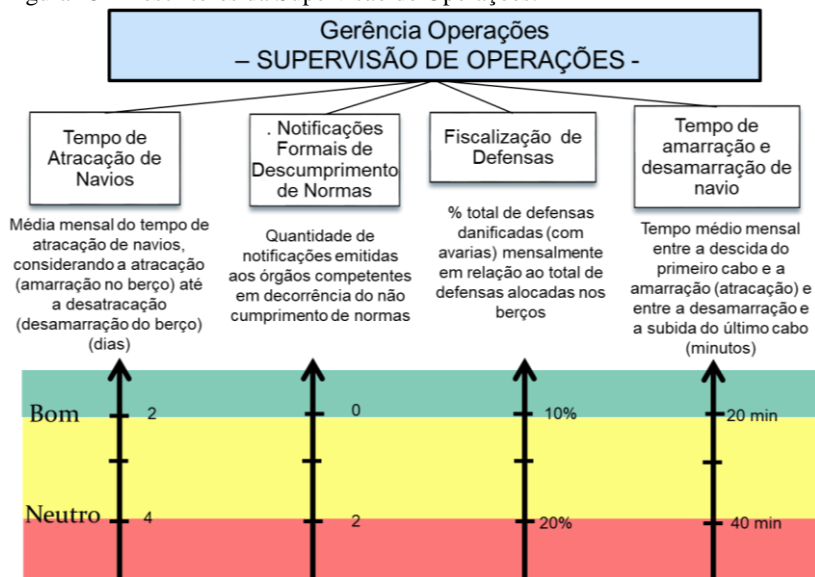 Gerência Operações
– SUPERVISÃO DE OPERAÇÕES -
Tempo de
Atracação de
Navios
. Notificações
Formais de
Descumprimento
de Normas
Fiscalização de
Defensas
Tempo de
amarração e
desamarração de
navio
Média mensal do tempo de
atracação de navios,
considerando a atracação
(amarração no berço) até
a desatracação
(desamarração do berço)
(dias)
Quantidade de
notificações emitidas
aos órgãos competentes
em decorrência do não
cumprimento de normas
% total de defensas
danificadas (com
avarias) mensalmente
em relação ao total de
defensas alocadas nos
berços
Tempo médio mensal
entre a descida do
primeiro cabo e a
amarração (atracação) e
entre a desamarração e
a subida do último cabo
(minutos)
Bom 2 0 10% 20 min
Neutro 4 2 20% 40 min